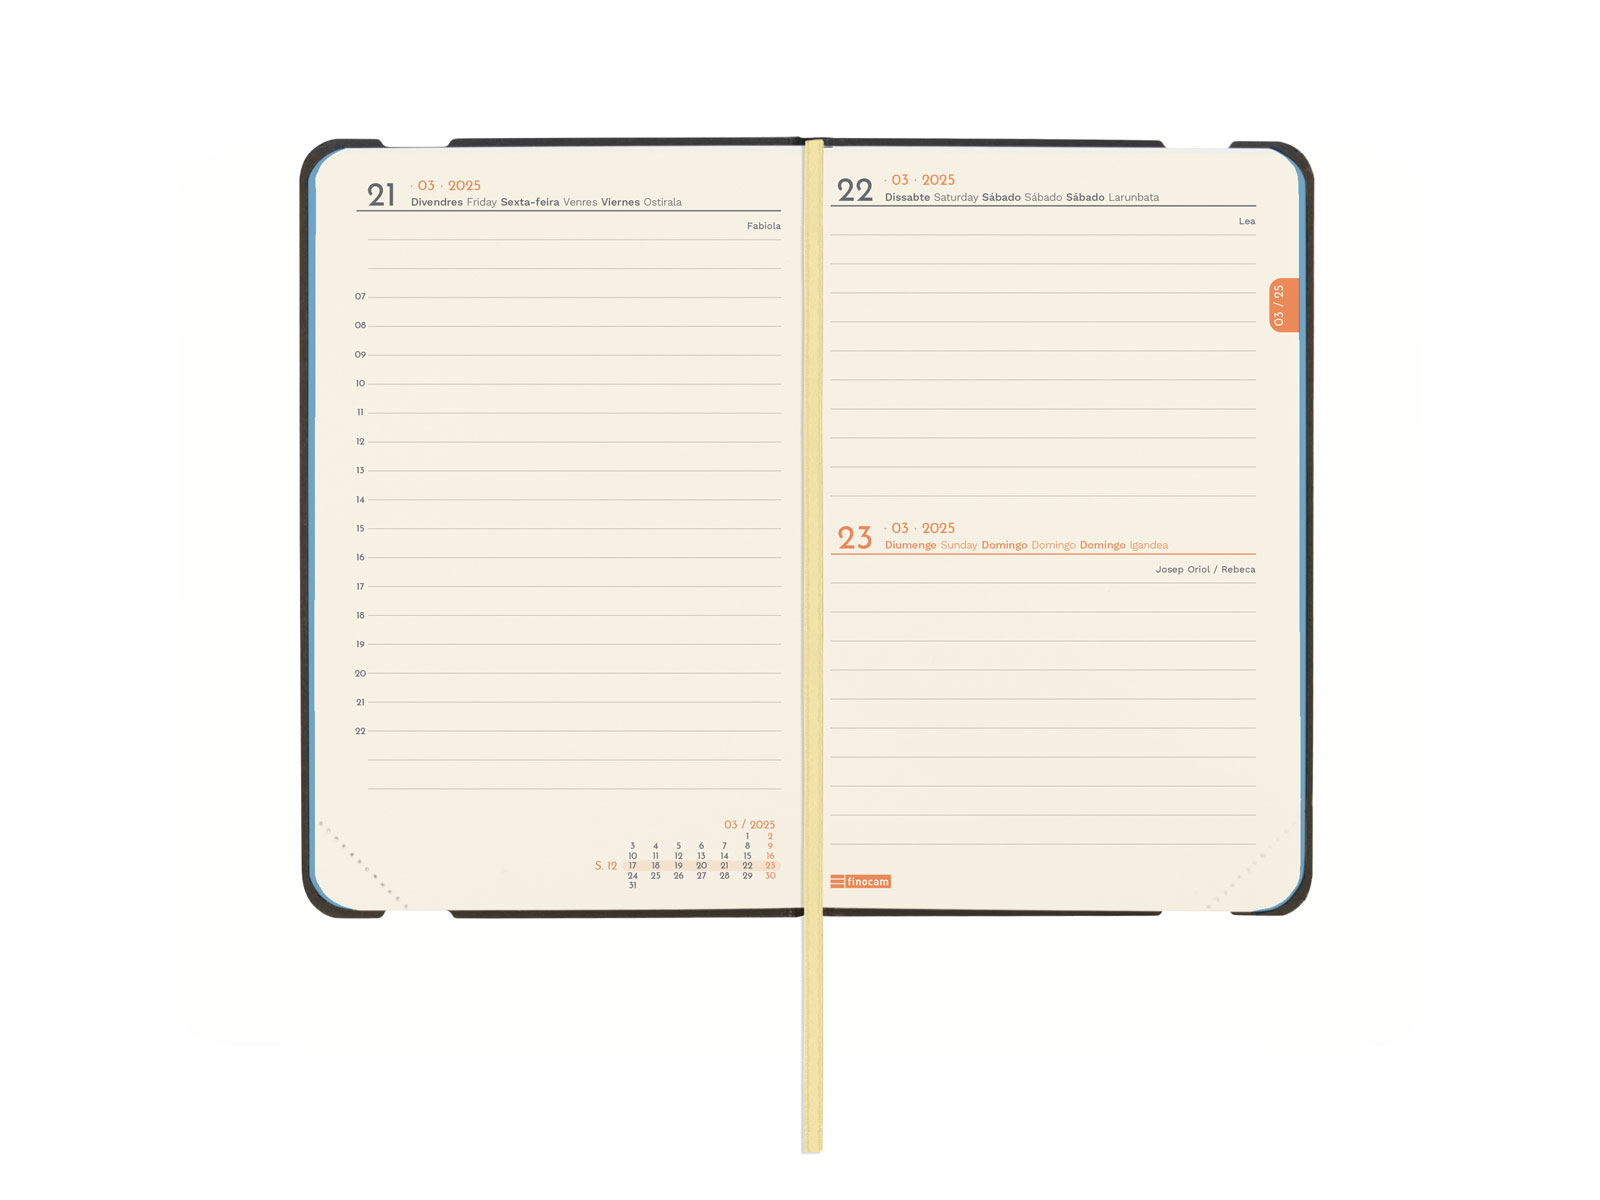 21 · 03 · 2025
Divendres Friday Sexta-feira Venres Viernes Ostirala
Fabiola
07
08
09
10
11
12
13
14
15
16
17
18
19
20
21
22
03 / 2025
1 2
3 4 5 6 7 8 9
10 11 12 13 14 15 16
S. 12 17 18 19 20 21 22 23
24 25 26 27 28 29 30
31
22 · 03 · 2025
Dissabte Saturday Sábado Sábado Sábado Larunbata
Lea
03 / 25
23 · 03 · 2025
Diumenge Sunday Domingo Domingo Domingo Igandea
Josep Oriol / Rebeca
finocam